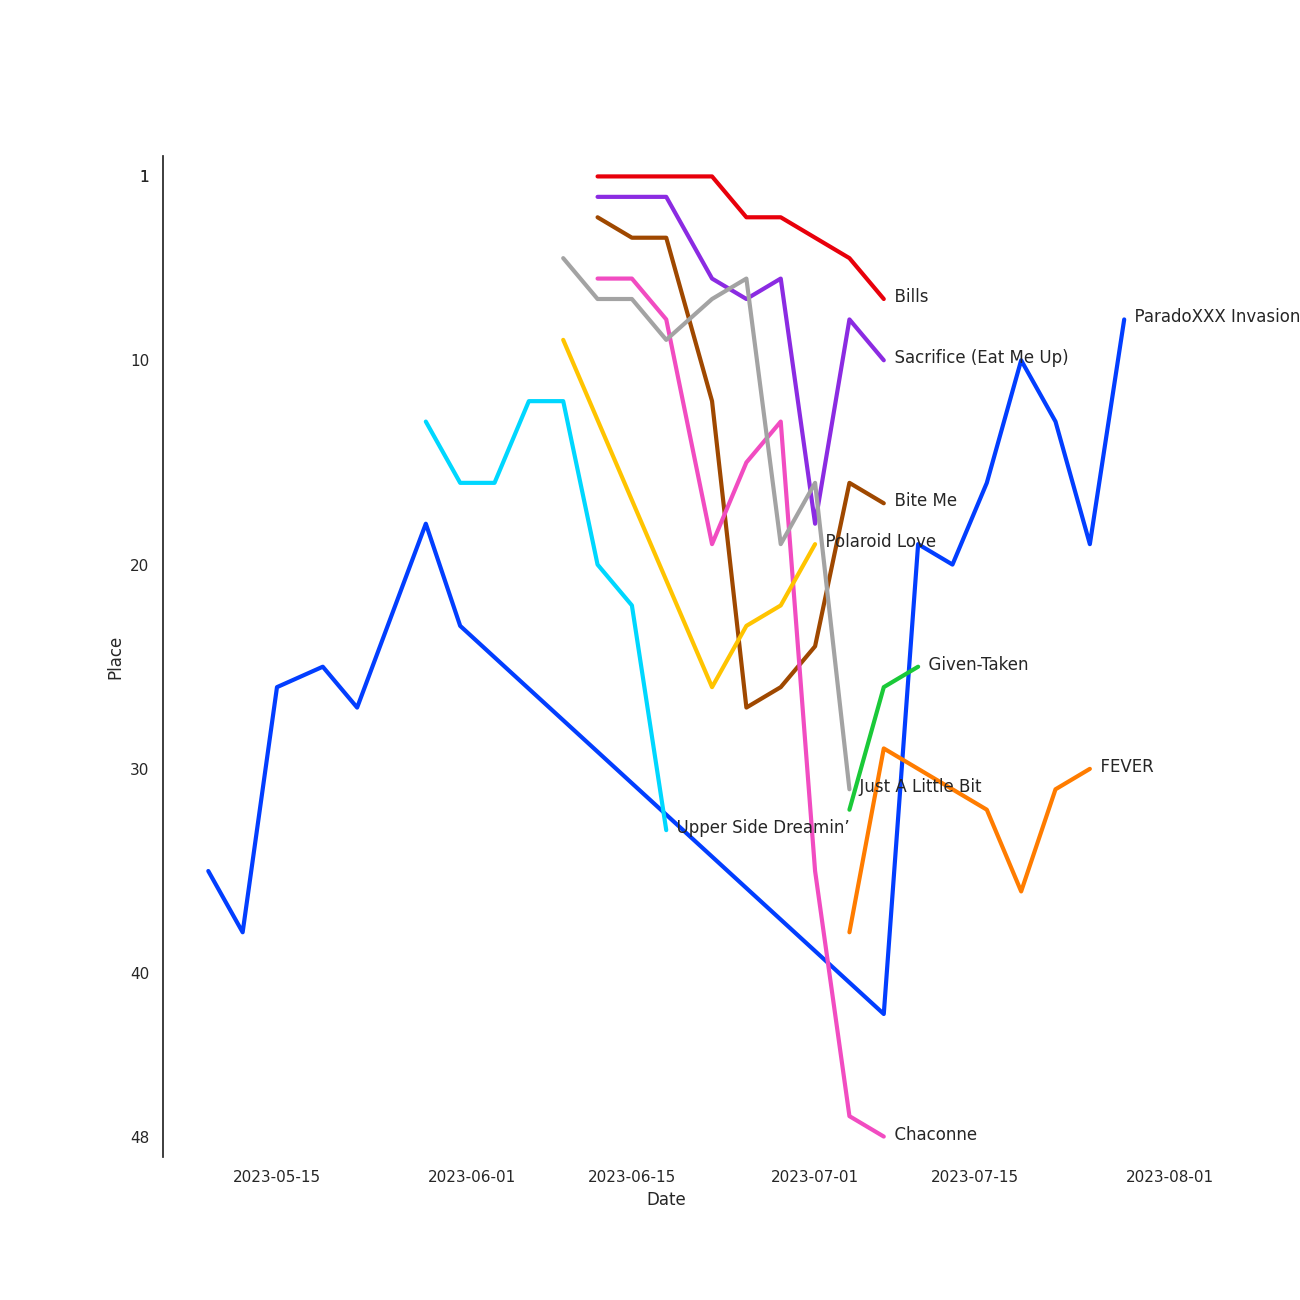 1
Bills
ParadoXXX Invasion
10
Sacrifice (Eat Me Up)
Bite Me
Polaroid Love
20
Place
Given-Taken
30
FEVER
Just A Little Bit
Upper Side Dreamin’
40
48
Chaconne
2023-05-15
2023-06-01
2023-06-15
2023-07-01
2023-07-15
2023-08-01
Date